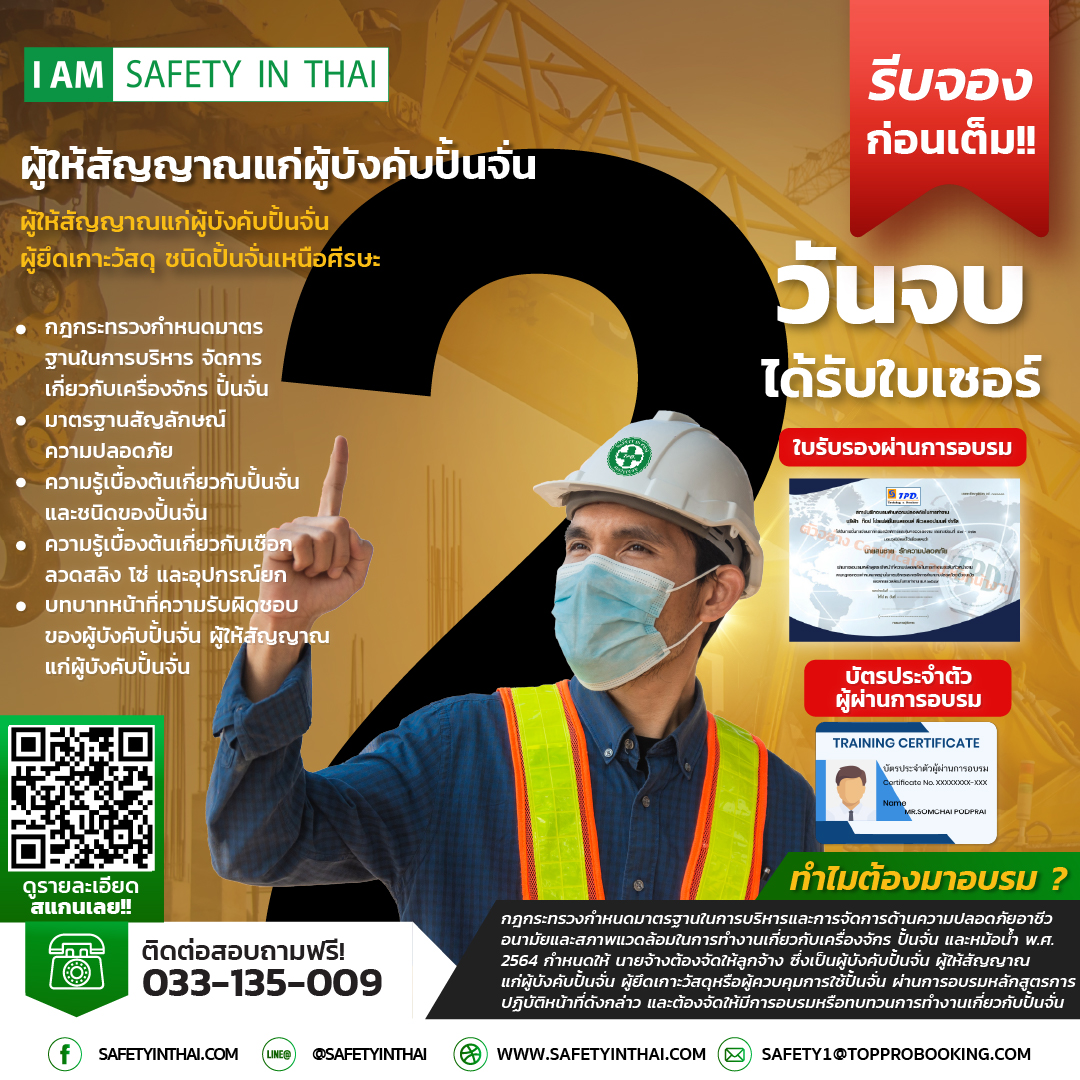 I AM SAFETY IN THAI
รีบจอง
ก่อนเต็ม!!
ผู้ให้สัญญาณแก่ผู้บังคับปั้นจั่น
ผู้ให้สัญญาณแก่ผู้บังคับปั้นจั่น
ผู้ยึดเกาะวัสดุ ชนิดปั้นจั่นเหนือศีรษะ
2
วันจบ
ได้รับใบเซอร์
• กฎกระทรวงกำหนดมาตร
ฐานในการบริหาร จัดการ
เกี่ยวกับเครื่องจักร ปั้นจั่น
• มาตรฐานสัญลักษณ์
ความปลอดภัย
• ความรู้เบื้องต้นเกี่ยวกับปั้นจั่น
และชนิดของปั้นจั่น
• ความรู้เบื้องต้นเกี่ยวกับเชือก
ลวดสลิง โซ่ และอุปกรณ์ยก
• บทบาทหน้าที่ความรับผิดชอบ
ของผู้บังคับปั้นจั่น ผู้ให้สัญญาณ
แก่ผู้บังคับปั้นจั่น
ใบรับรองผ่านการอบรม
TPD.
นายสมชาย รักความปลอดภัย
บัตรประจำตัว
ผู้ผ่านการอบรม
TRAINING CERTIFICATE
บัตรประจำตัวผู้ผ่านการอบรม
Certificate No. XXXXXXXX-XXX
Name
MR.SOMCHAI PODPRAI
ดูรายละเอียด
สแกนเลย!!
ทำไมต้องมาอบรม ?
กฎกระทรวงกำหนดมาตรฐานในการบริหารและการจัดการด้านความปลอดภัยอาชีว
อนามัยและสภาพแวดล้อมในการทำงานเกี่ยวกับเครื่องจักร ปั้นจั่น และหม้อน้ำ พ.ศ.
2564 กำหนดให้ นายจ้างต้องจัดให้ลูกจ้าง ซึ่งเป็นผู้บังคับปั้นจั่น ผู้ให้สัญญาณ
แก่ผู้บังคับปั้นจั่น ผู้ยึดเกาะวัสดุหรือผู้ควบคุมการใช้ปั้นจั่น ผ่านการอบรมหลักสูตรการ
ปฏิบัติหน้าที่ดังกล่าว และต้องจัดให้มีการอบรมหรือทบทวนการทำงานเกี่ยวกับปั้นจั่น
ติดต่อสอบถามฟรี!
033-135-009
SAFETYINTHAI.COM
LINE@ @SAFETYINTHAI
WWW.SAFETYINTHAI.COM
SAFETY1@TOPPROBOOKING.COM